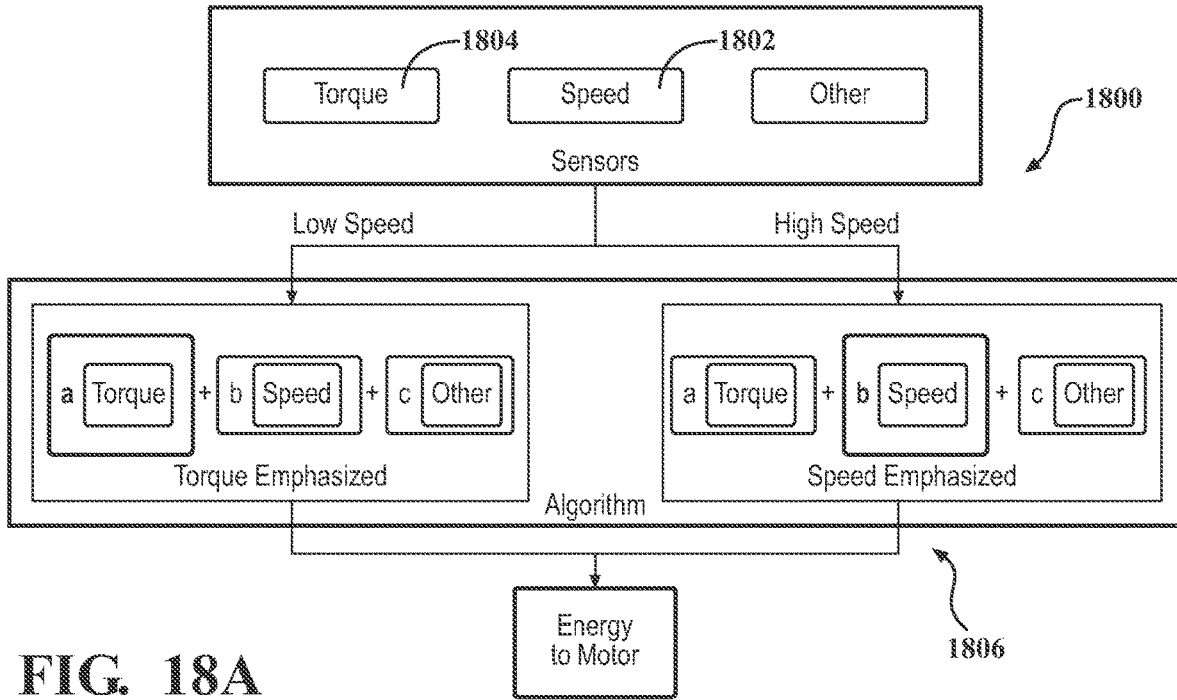 1804
1802
Torque
Speed
Other
1800
Sensors
Low Speed
High Speed
a Torque + b Speed + c Other
Torque Emphasized
a Torque + b Speed + c Other
Speed Emphasized
Algorithm
Energy
to Motor
1806
FIG. 18A